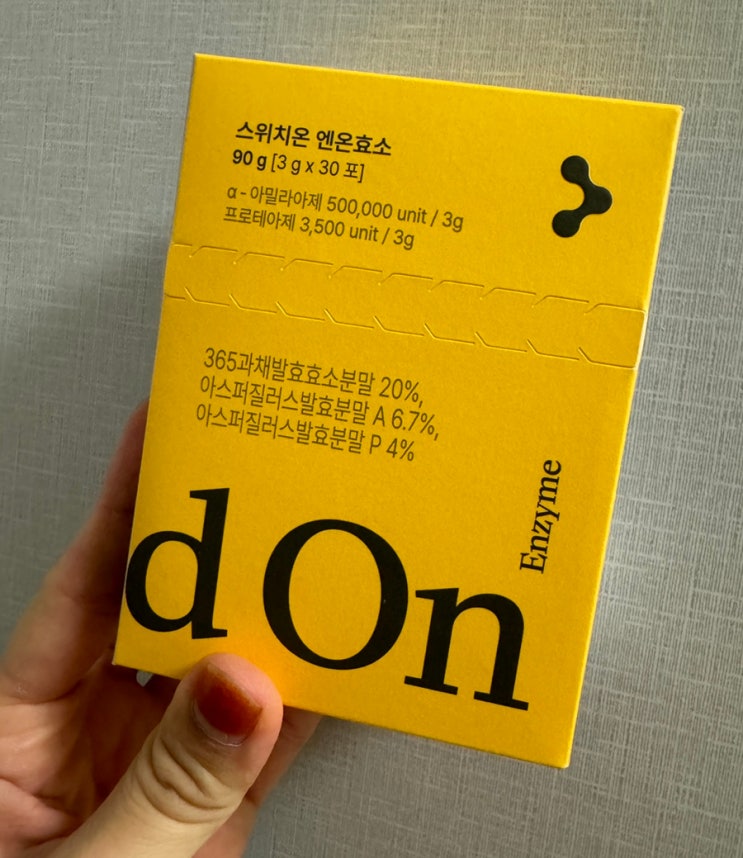 스위치온 엔온효소
90 g [3 g x 30 포]
α - 아밀라아제 500,000 unit / 3g
프로테아제 3,500 unit / 3g
365과채발효효소분말 20%,
아스퍼질러스발효분말 A 6.7%,
아스퍼질러스발효분말 P 4%
Enzyme
d On